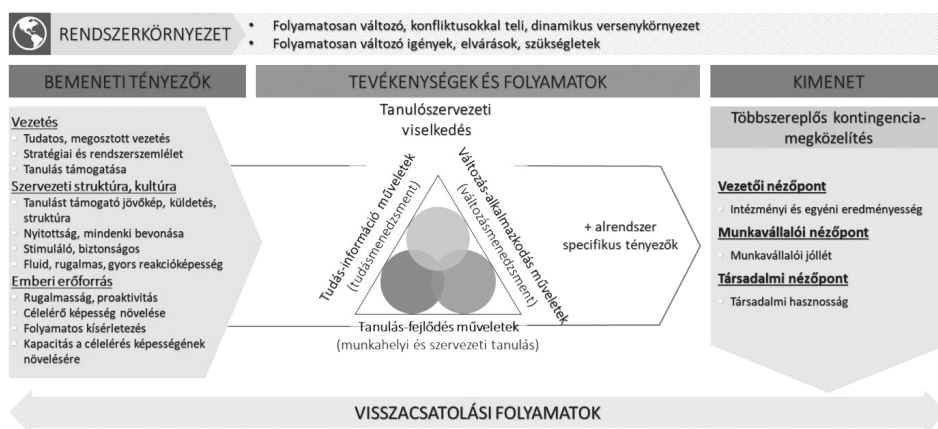 RENDSZERKÖRNYEZET
• Folyamatosan változó, konfliktusokkal teli, dinamikus versenykörnyezet
• Folyamatosan változó igények, elvárások, szükségletek
BEMENETI TÉNYEZŐK
Vezetés
Tudatos, megosztott vezetés
Stratégiai és rendszerszemlélet
Tanulás támogatása
Szervezeti struktúra, kultúra
Tanulást támogató jövőkép, küldetés,
struktúra
Nyitottság, mindenki bevonása
Stimuláló, biztonságos
Fluid, rugalmas, gyors reakcióképesség
Emberi erőforrás
Rugalmasság, proaktivitás
Célelérő képesség növelése
Folyamatos kísérletezés
Kapacitás a célelérés képességének
növelésére
TEVÉKENYSÉGEK ÉS FOLYAMATOK
Tanulószervezeti
viselkedés
Tudás-információ műveletek
(tudásmenedzsment)
Változás-alkalmazkodás műveletek
(változásmenedzsment)
Tanulás-fejlődés műveletek
(munkahelyi és szervezeti tanulás)
+ alrendszer
specifikus tényezők
KIMENET
Többszereplős kontingencia-
megközelítés
Vezetői nézőpont
Intézményi és egyéni eredményesség
Munkavállalói nézőpont
Munkavállalói jóllét
Társadalmi nézőpont
Társadalmi hasznosság
VISSZACSATOLÁSI FOLYAMATOK